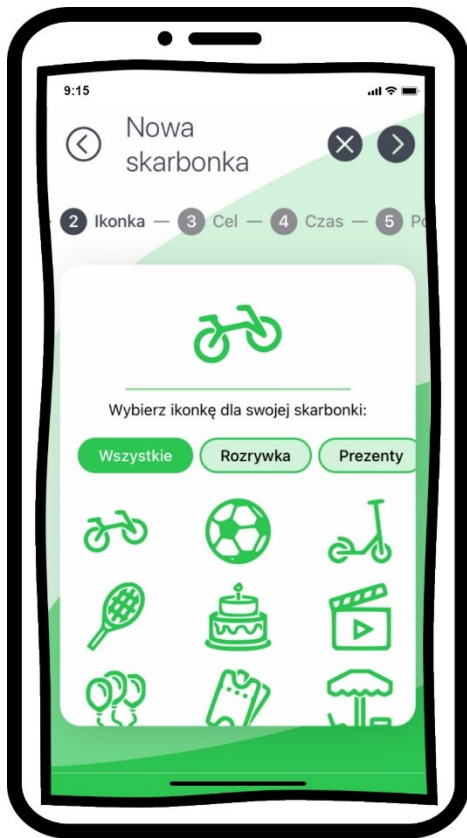 9:15
Nowa
skarbonka
2 Ikonka — 3 Cel — 4 Czas — 5
Wybierz ikonkę dla swojej skarbonki:
Wszystkie Rozrywka Prezenty